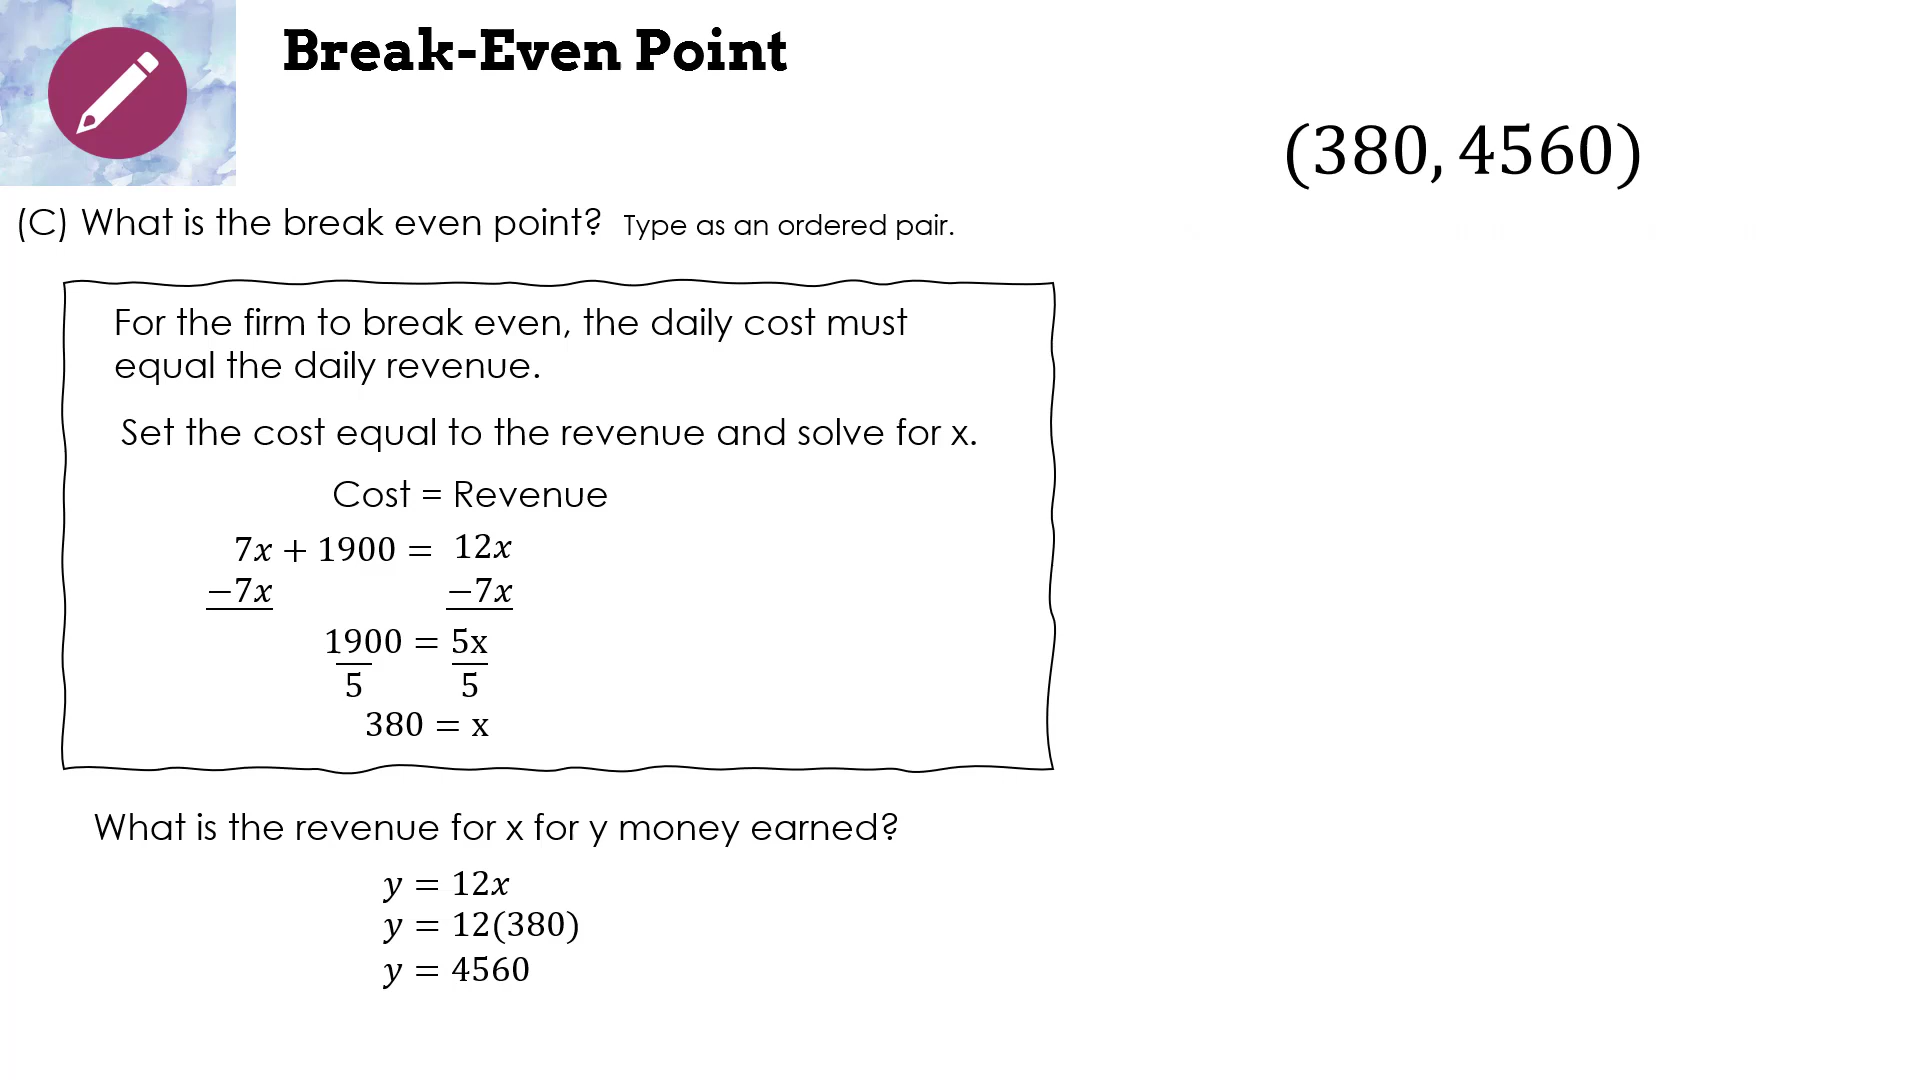 Break-Even Point
(380, 4560)
(C) What is the break even point? Type as an ordered pair.
For the firm to break even, the daily cost must
equal the daily revenue.
Set the cost equal to the revenue and solve for x.
Cost = Revenue
7x + 1900 = 12x
−7x −7x
1900 = 5x
5 5
380 = x
What is the revenue for x for y money earned?
y = 12x
y = 12(380)
y = 4560